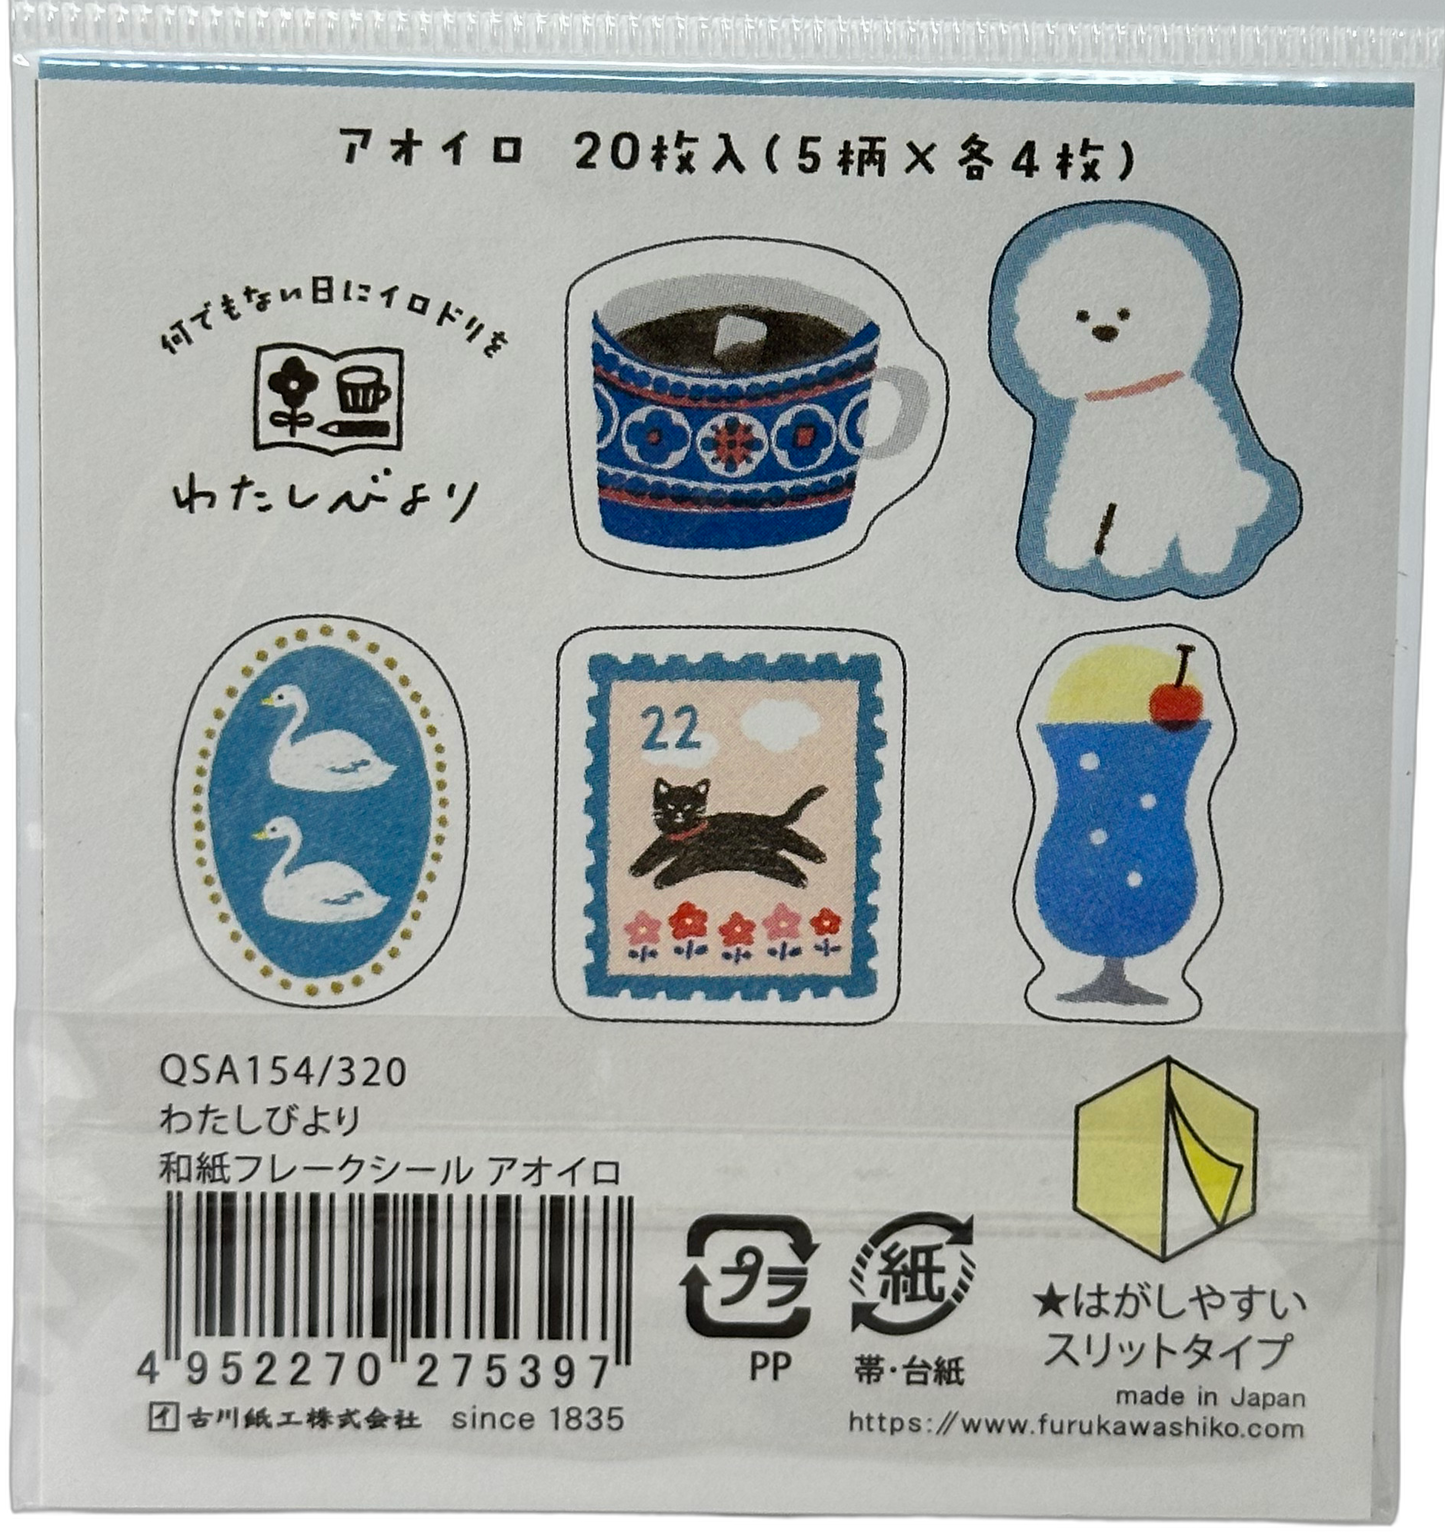 アオイロ 20枚入(5柄×各4枚)
何でもない日にイロドリを
わたしびより
22
QSA154/320
わたしびより
和紙フレークシール アオイロ
4 952270 275397
プラ
PP
紙
帯・台紙
★はがしやすい
スリットタイプ
made in Japan
https://www.furukawashiko.com
イ 古川紙工株式会社 since 1835